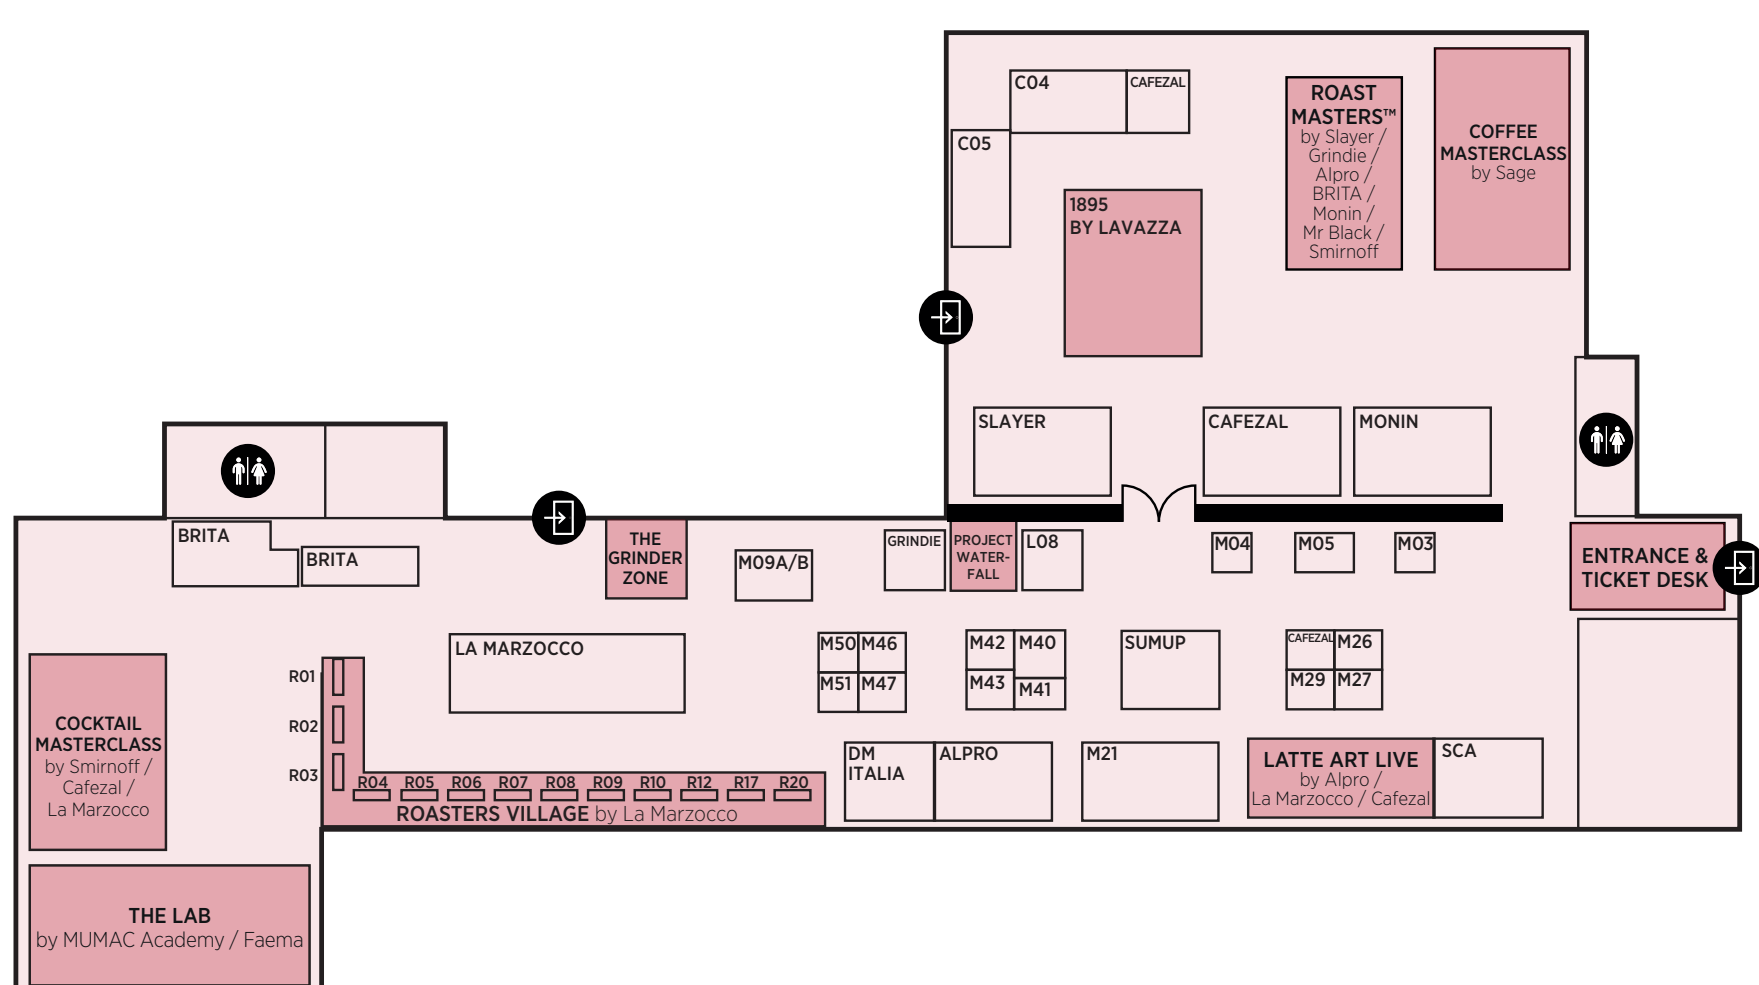 C04
CAFEZAL
C05
1895
BY LAVAZZA
ROAST
MASTERS™
by Slayer /
Grindie /
Alpro /
BRITA /
Monin /
Mr Black /
Smirnoff
COFFEE
MASTERCLASS
by Sage
SLAYER
CAFEZAL
MONIN
BRITA
BRITA
THE
GRINDER
ZONE
M09A/B
GRINDIE
PROJECT
WATER-
FALL
L08
M04
M05
M03
ENTRANCE &
TICKET DESK
LA MARZOCCO
M50
M46
M51
M47
M42
M40
M43
M41
SUMUP
CAFEZAL
M26
M29
M27
R01
R02
R03
COCKTAIL
MASTERCLASS
by Smirnoff /
Cafezal /
La Marzocco
R04
R05
R06
R07
R08
R09
R10
R12
R17
R20
ROASTERS VILLAGE by La Marzocco
DM
ITALIA
ALPRO
M21
LATTE ART LIVE
by Alpro /
La Marzocco / Cafezal
SCA
THE LAB
by MUMAC Academy / Faema